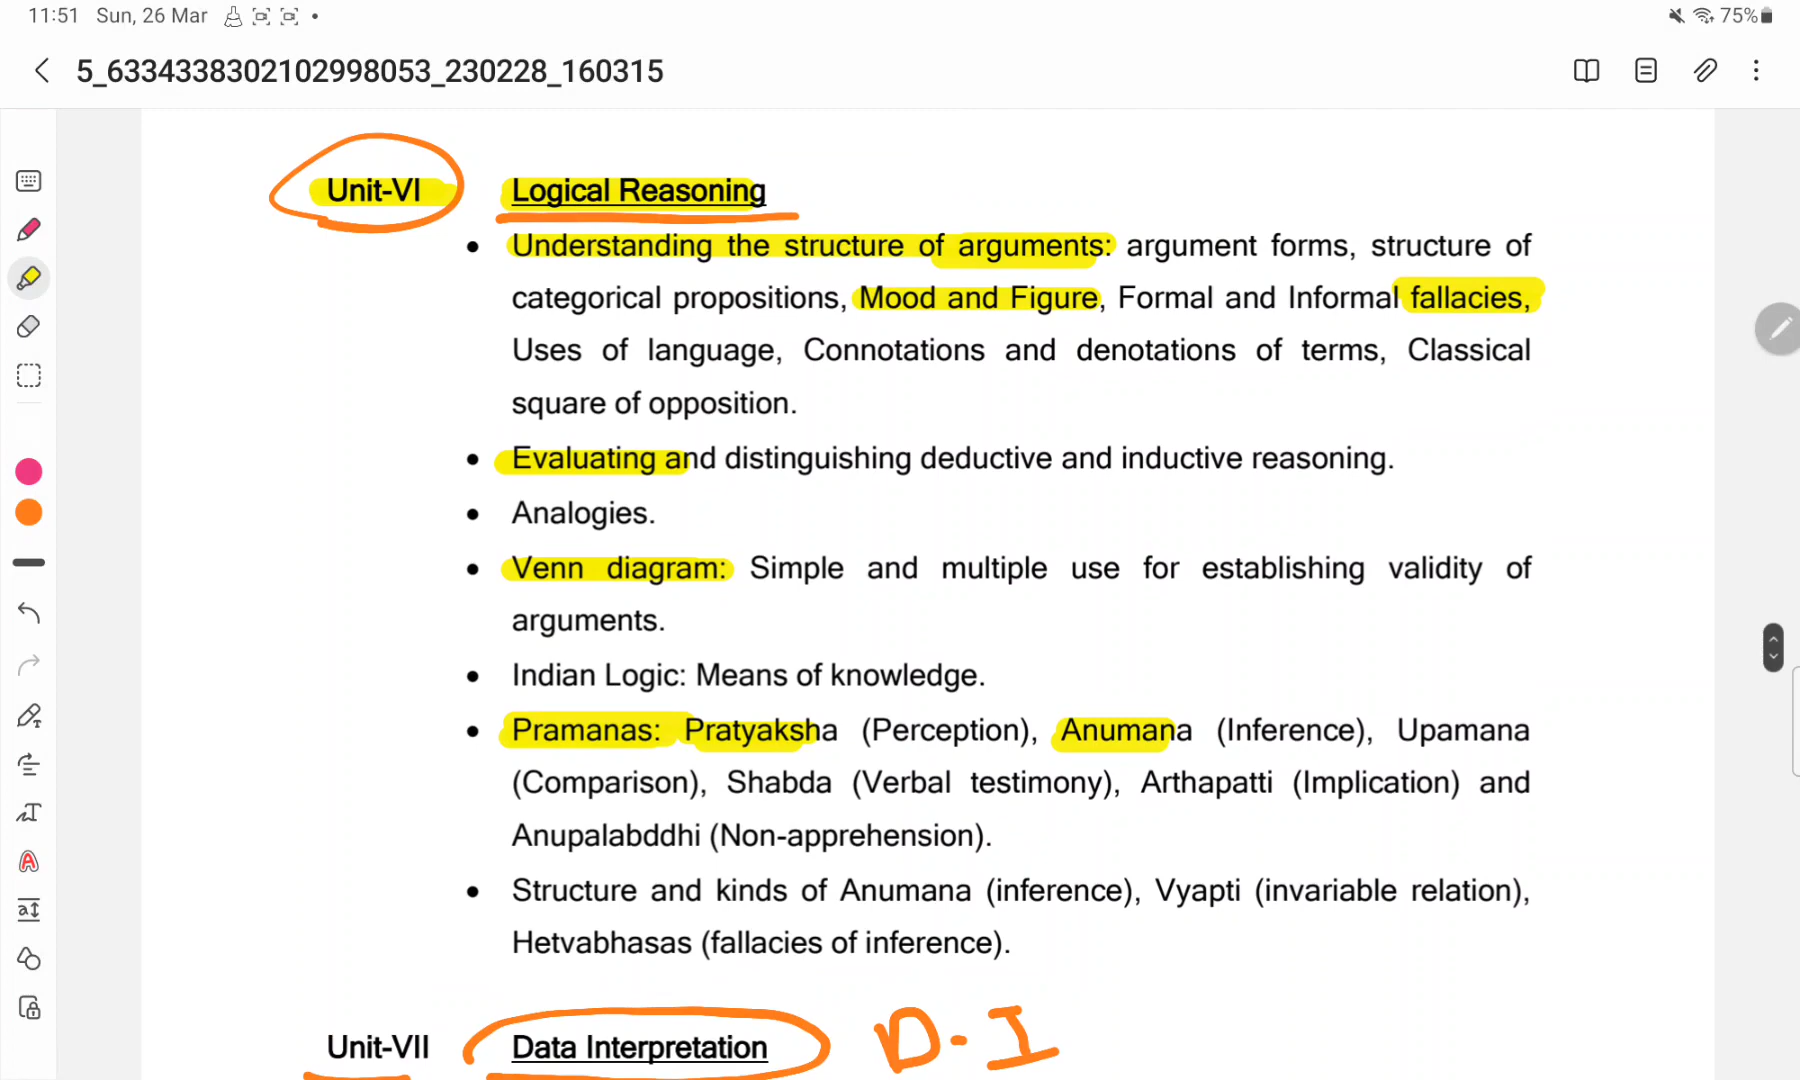 11:51 Sun, 26 Mar 75%
5_6334338302102998053_230228_160315
Unit-VI Logical Reasoning
• Understanding the structure of arguments: argument forms, structure of
categorical propositions, Mood and Figure, Formal and Informal fallacies,
Uses of language, Connotations and denotations of terms, Classical
square of opposition.
• Evaluating and distinguishing deductive and inductive reasoning.
• Analogies.
• Venn diagram: Simple and multiple use for establishing validity of
arguments.
• Indian Logic: Means of knowledge.
• Pramanas: Pratyaksha (Perception), Anumana (Inference), Upamana
(Comparison), Shabda (Verbal testimony), Arthapatti (Implication) and
Anupalabddhi (Non-apprehension).
• Structure and kinds of Anumana (inference), Vyapti (invariable relation),
Hetvabhasas (fallacies of inference).
Unit-VII Data Interpretation D-I